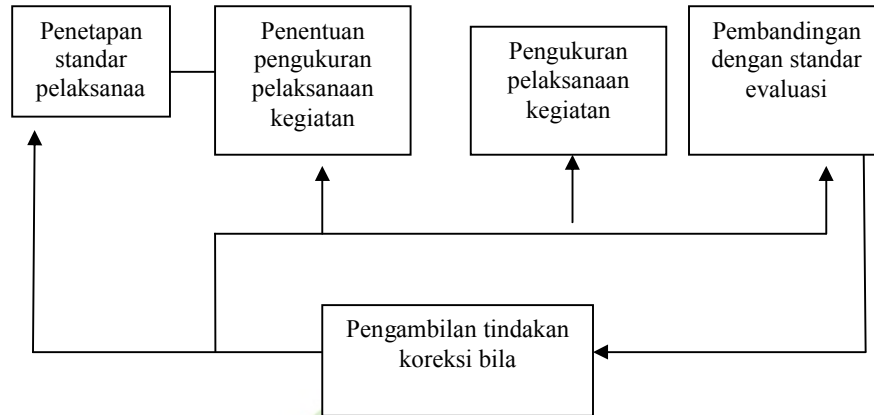 Penetapan
standar
pelaksanaa
Penentuan
pengukuran
pelaksanaan
kegiatan
Pengukuran
pelaksanaan
kegiatan
Pembandingan
dengan standar
evaluasi
Pengambilan tindakan
koreksi bila